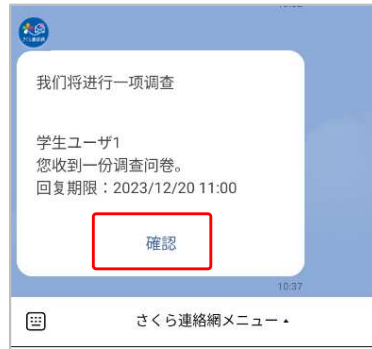 我们将进行一项调查
学生ユーザ1
您收到一份调查问卷。
回复期限：2023/12/20 11:00
確認
10:37
さくら連絡網メニュー▲